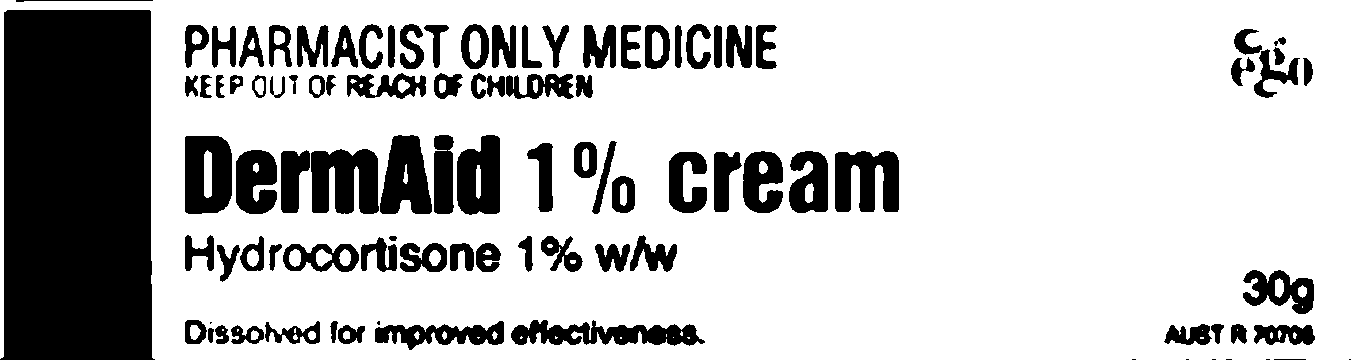 PHARMACIST ONLY MEDICINE
KEEP OUT OF REACH OF CHILDREN
ego
DermAid 1% cream
Hydrocortisone 1% w/w
30g
Dissolved for improved effectiveness.
AUST R 70706